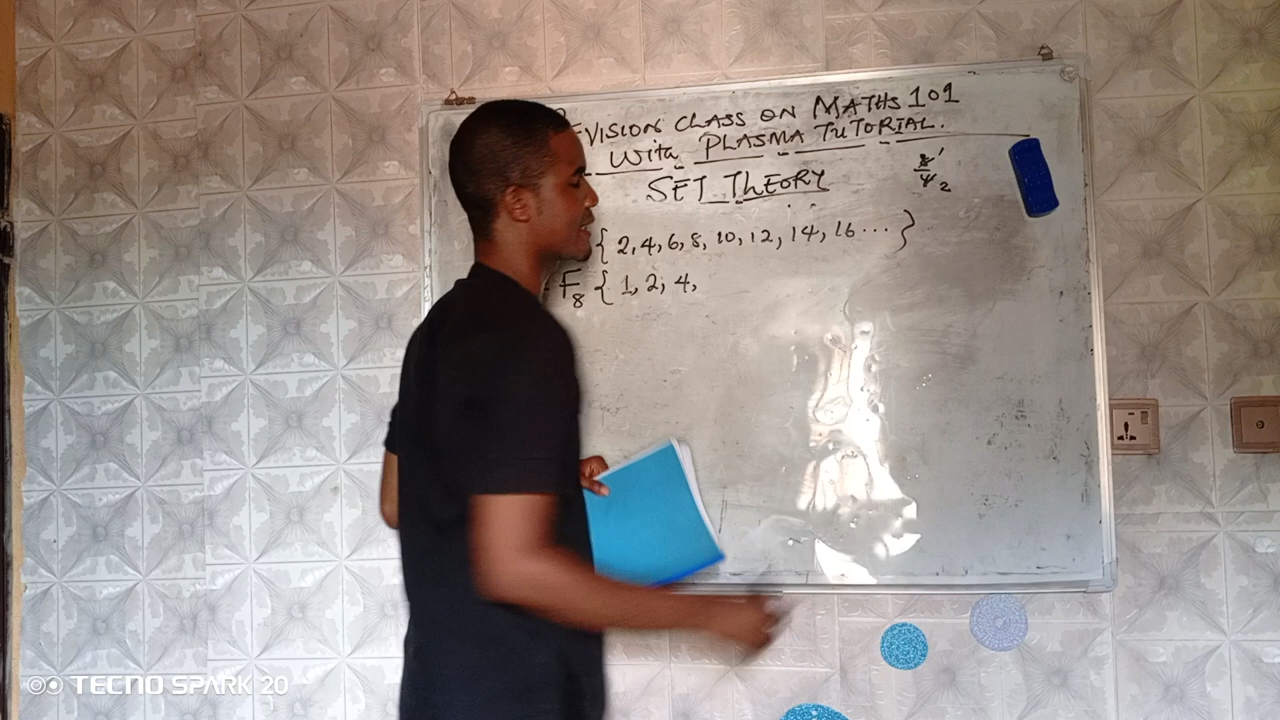 EVISION CLASS ON MATHS 101
With PLASMA TUTORIAL.
SET THEORY
8 1
4 2
{ 2, 4, 6, 8, 10, 12, 14, 16 ... }
F8 { 1, 2, 4,
TECNO SPARK 20